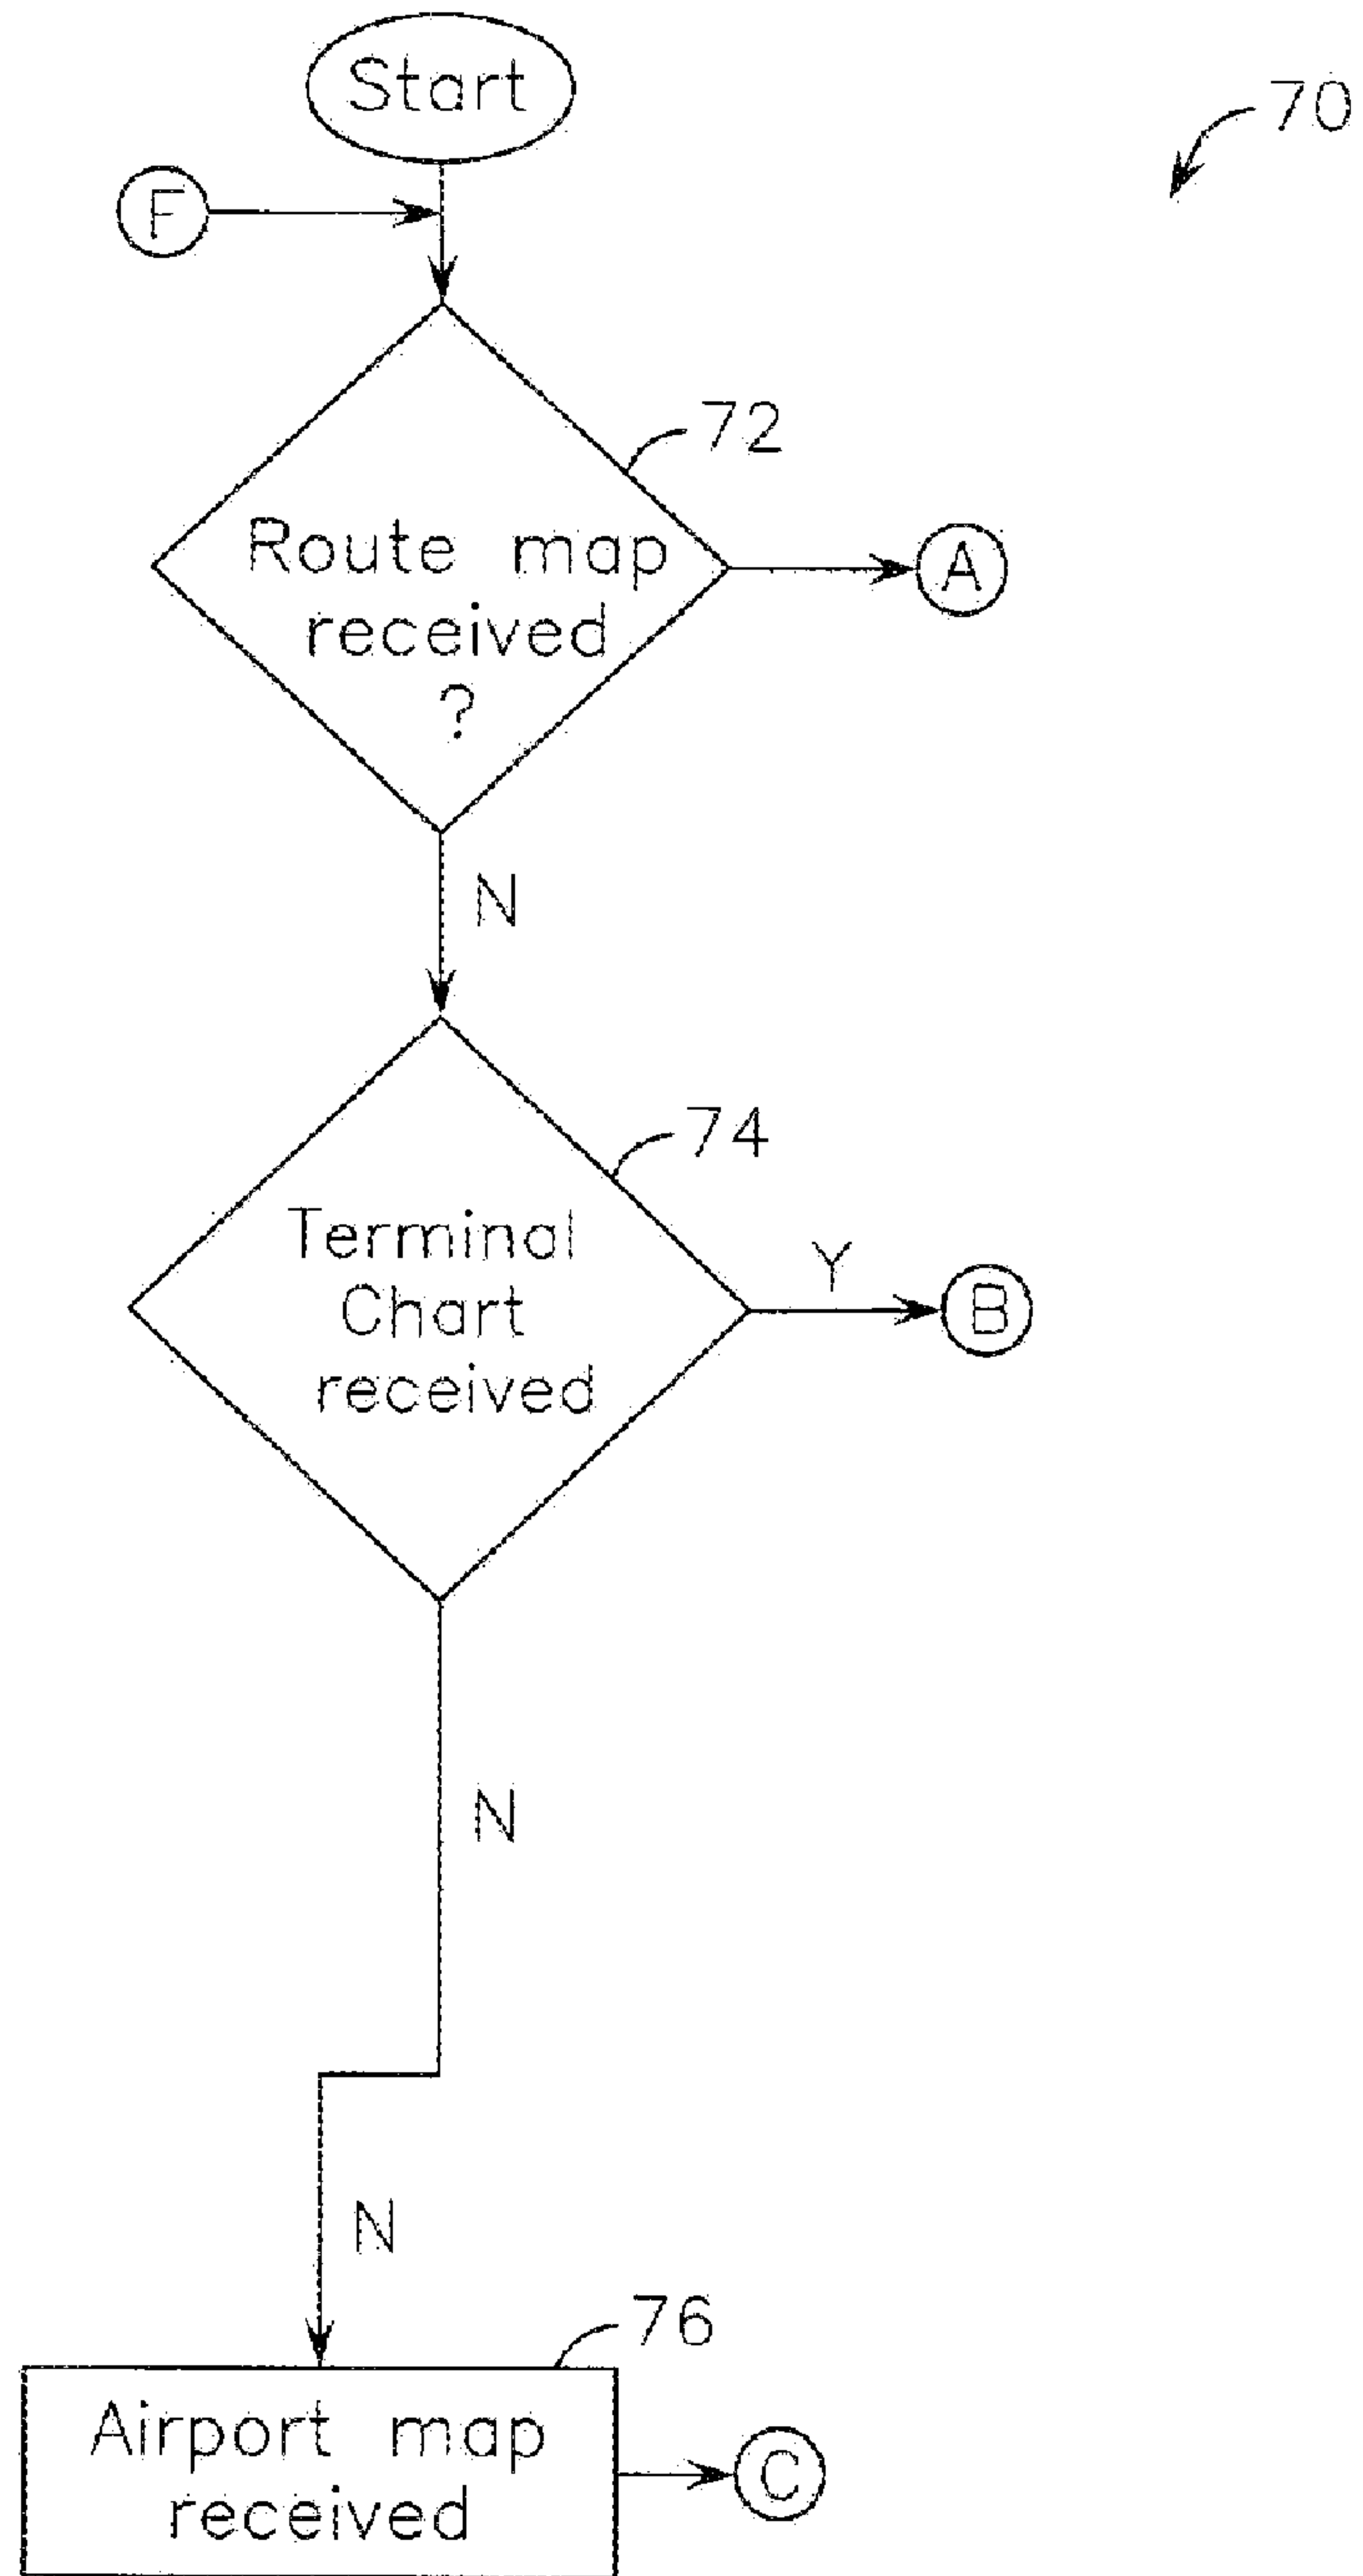 Start
70
F
72
Route map
received
?
A
N
74
Terminal
Chart
received
Y
B
N
N
76
Airport map
received
C